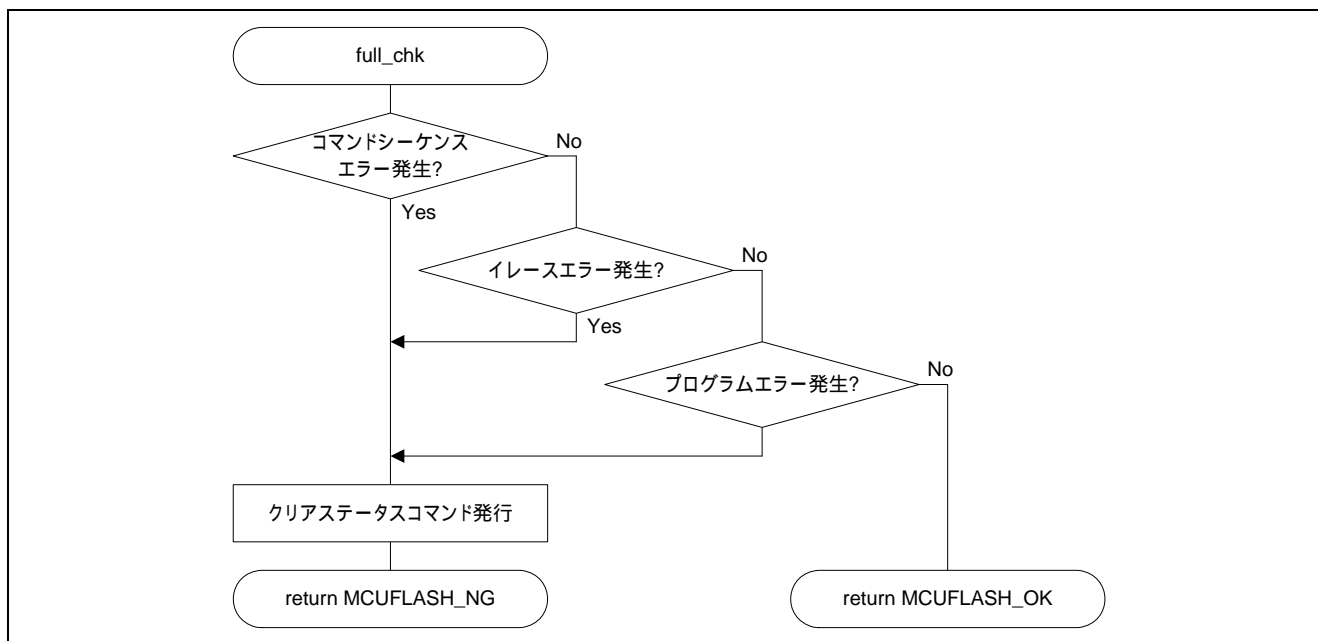 full_chk
コマンドシーケンス
エラー発生?
No
Yes
イレースエラー発生?
No
Yes
プログラムエラー発生?
No
クリアステータスコマンド発行
return MCUFLASH_NG
return MCUFLASH_OK